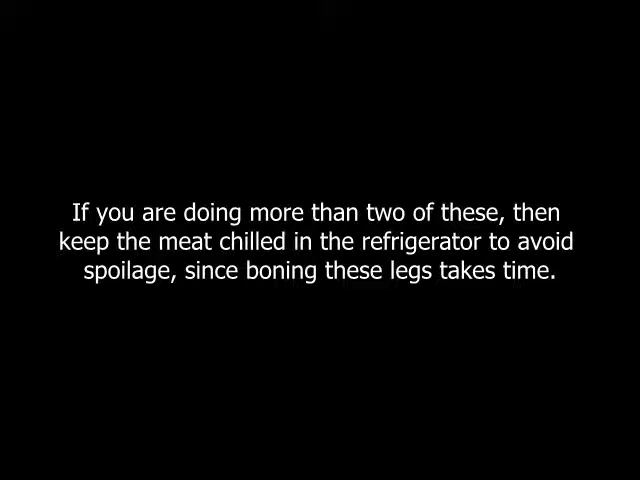 If you are doing more than two of these, then
keep the meat chilled in the refrigerator to avoid
spoilage, since boning these legs takes time.